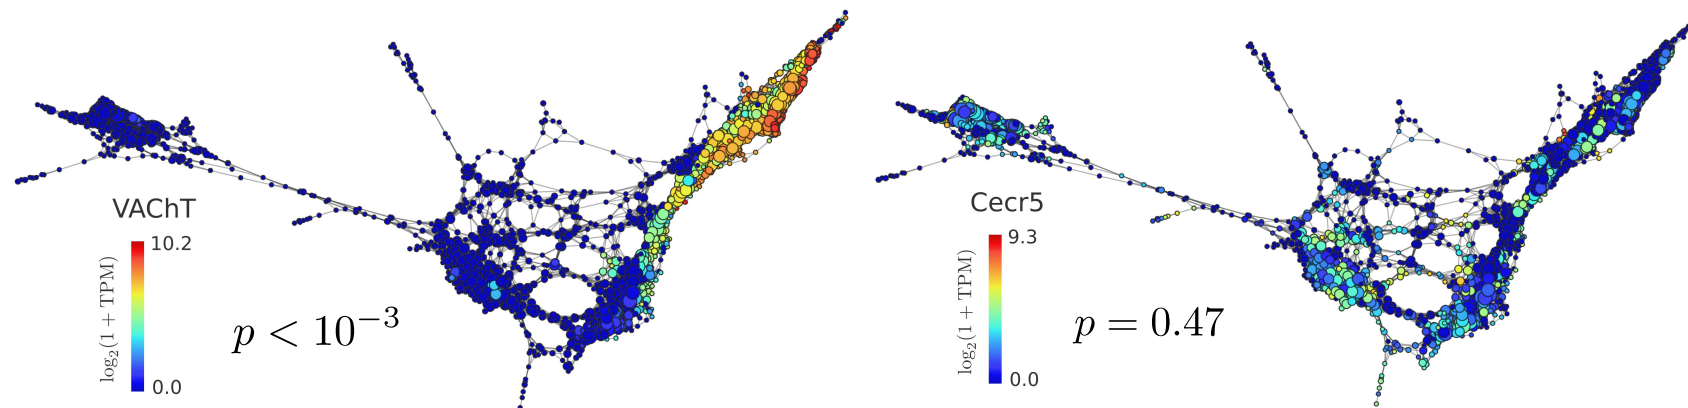 VAChT
10.2
log₂(1 + TPM)
0.0
p < 10⁻³
Cecr5
9.3
log₂(1 + TPM)
0.0
p = 0.47